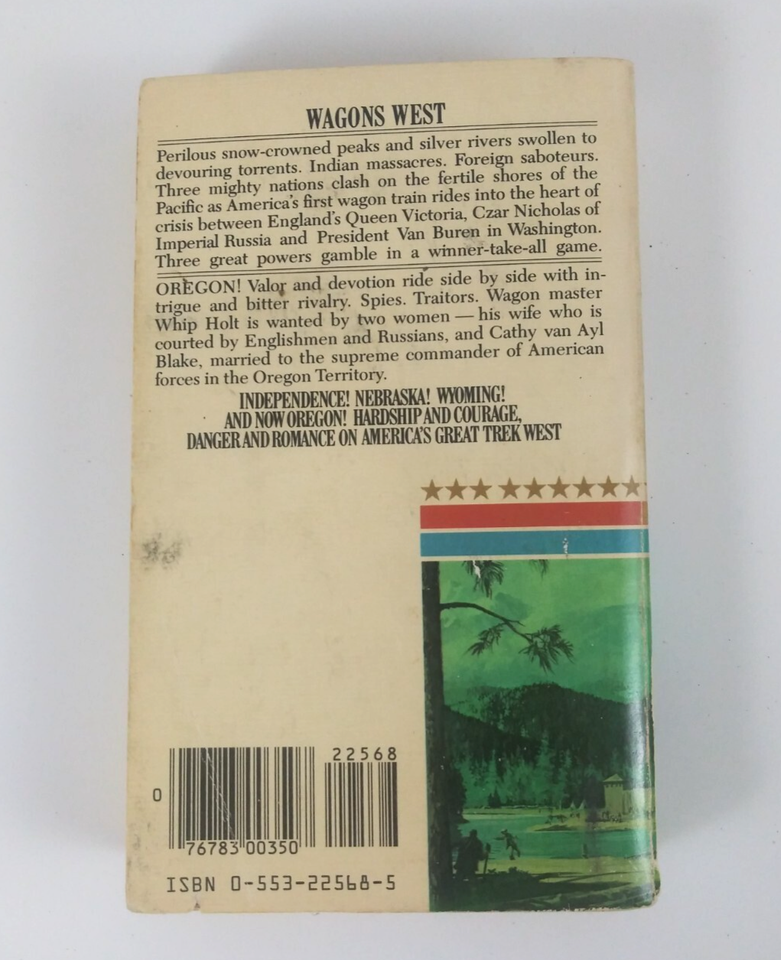 WAGONS WEST
Perilous snow-crowned peaks and silver rivers swollen to
devouring torrents. Indian massacres. Foreign saboteurs.
Three mighty nations clash on the fertile shores of the
Pacific as America's first wagon train rides into the heart of
crisis between England's Queen Victoria, Czar Nicholas of
Imperial Russia and President Van Buren in Washington.
Three great powers gamble in a winner-take-all game.
OREGON! Valor and devotion ride side by side with in-
trigue and bitter rivalry. Spies. Traitors. Wagon master
Whip Holt is wanted by two women — his wife who is
courted by Englishmen and Russians, and Cathy van Ayl
Blake, married to the supreme commander of American
forces in the Oregon Territory.
INDEPENDENCE! NEBRASKA! WYOMING!
AND NOW OREGON! HARDSHIP AND COURAGE,
DANGER AND ROMANCE ON AMERICA'S GREAT TREK WEST
22568
0
76783 00350
ISBN 0-553-22568-5